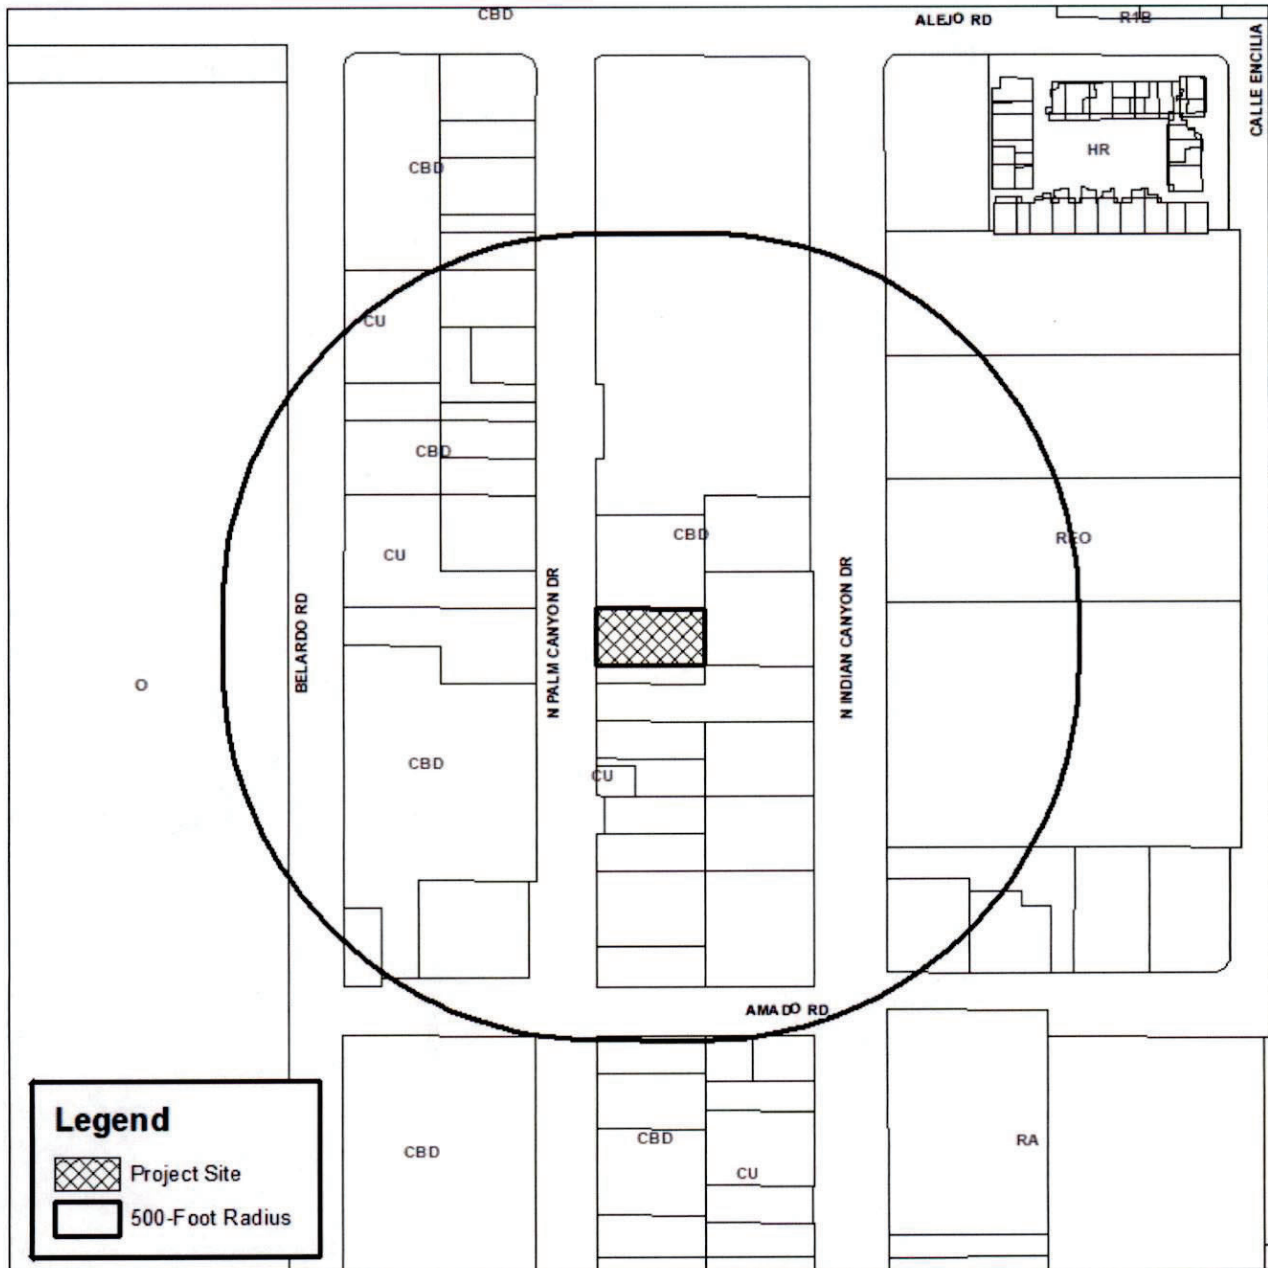 CBD
ALEJO RD
R1B
CALLE ENCILIA
HR
CBD
CU
CBD
CU
CBD
REO
BELARDO RD
N PALM CANYON DR
N INDIAN CANYON DR
O
CBD
CU
AMADO RD
CBD
CBD
CU
RA
Legend
Project Site
500-Foot Radius